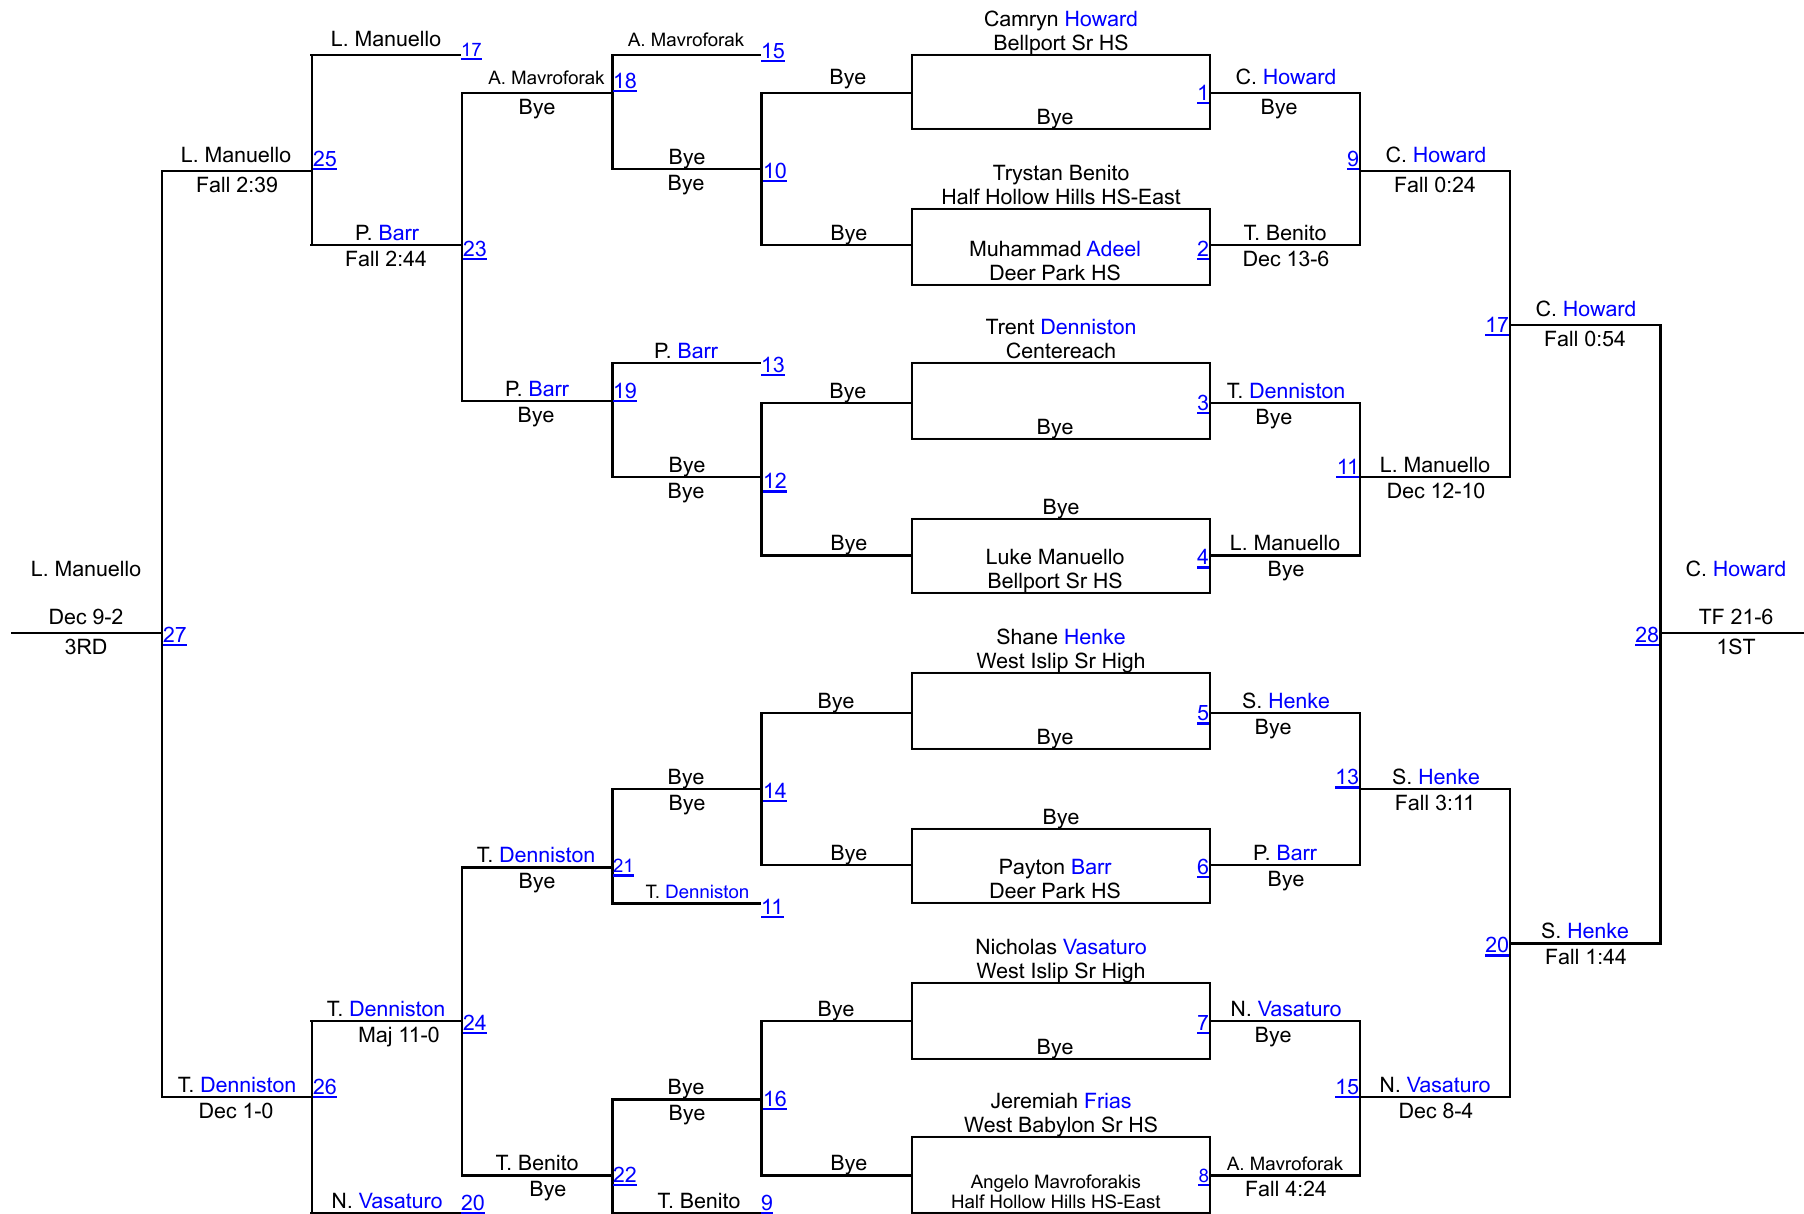 Camryn Howard
Bellport Sr HS
L. Manuello
17
A. Mavroforak
15
A. Mavroforak
18
Bye
Bye
1
C. Howard
Bye
Bye
L. Manuello
25
Fall 2:39
Bye
10
Bye
Trystan Benito
Half Hollow Hills HS-East
9
C. Howard
Fall 0:24
P. Barr
23
Fall 2:44
Bye
Muhammad Adeel
2
Deer Park HS
T. Benito
Dec 13-6
Trent Denniston
Centereach
17
C. Howard
Fall 0:54
P. Barr
13
P. Barr
19
Bye
Bye
3
T. Denniston
Bye
Bye
Bye
12
Bye
11
L. Manuello
Dec 12-10
Bye
Bye
Luke Manuello
4
Bellport Sr HS
L. Manuello
Bye
L. Manuello
Dec 9-2
27
3RD
C. Howard
28
TF 21-6
1ST
Shane Henke
West Islip Sr High
Bye
5
S. Henke
Bye
Bye
Bye
14
Bye
13
S. Henke
Fall 3:11
Bye
T. Denniston
21
Bye
T. Denniston
11
Bye
Payton Barr
6
Deer Park HS
P. Barr
Bye
Nicholas Vasaturo
West Islip Sr High
20
S. Henke
Fall 1:44
T. Denniston
24
Maj 11-0
Bye
7
N. Vasaturo
Bye
Bye
T. Denniston
26
Dec 1-0
Bye
16
Bye
Jeremiah Frias
West Babylon Sr HS
15
N. Vasaturo
Dec 8-4
T. Benito
22
Bye
Bye
Angelo Mavroforakis
8
Half Hollow Hills HS-East
A. Mavroforak
Fall 4:24
N. Vasaturo
20
T. Benito
9